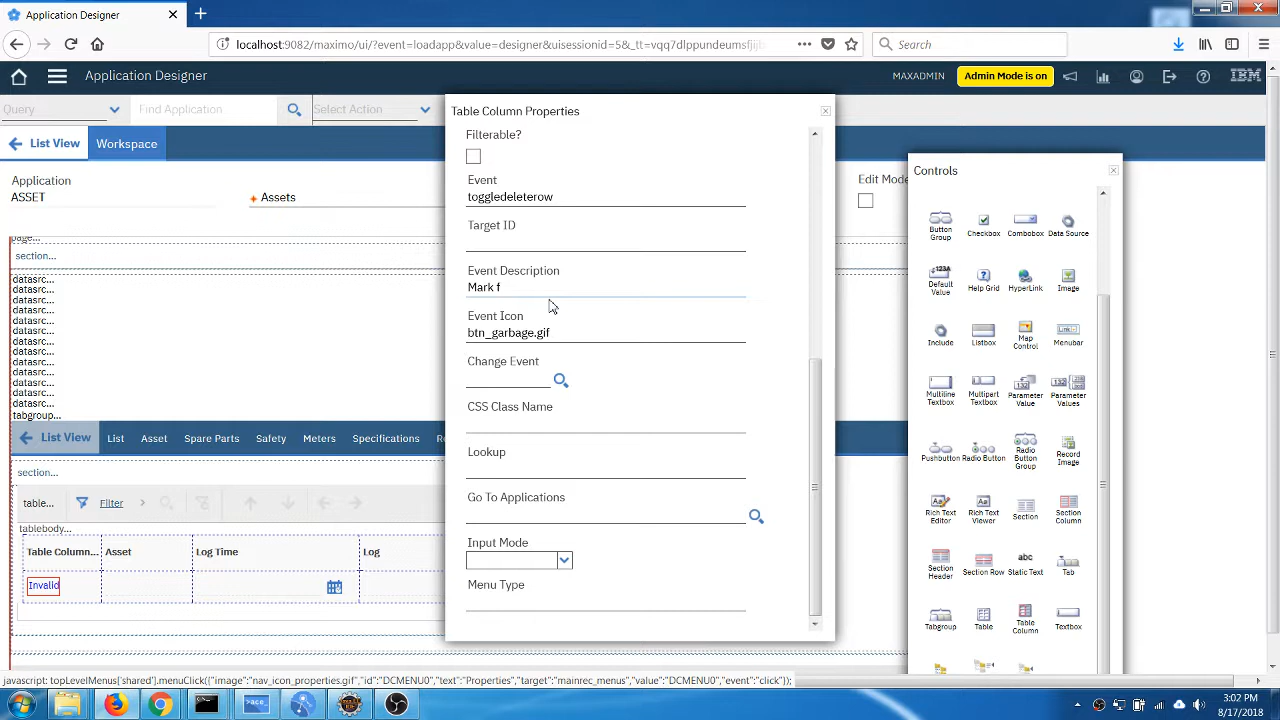 Application Designer
localhost:9082/maximo/ui/?event=loadapp&value=designer&uisessionid=5&_tt=vqq7dlppundeumsfjijl
Search
Application Designer
MAXADMIN
Admin Mode is on
IBM
Query
Find Application
Select Action
List View
Workspace
Application
ASSET
Assets
Edit Mode
page...
section...
datasrc...
datasrc...
datasrc...
datasrc...
datasrc...
datasrc...
datasrc...
datasrc...
datasrc...
datasrc...
datasrc...
datasrc...
datasrc...
tabgroup...
List View
List
Asset
Spare Parts
Safety
Meters
Specifications
section...
table...
Filter
tablebody...
Table Column...
Asset
Log Time
Log
Invalid
Table Column Properties
Filterable?
Event
toggledeleterow
Target ID
Event Description
Mark f
Event Icon
btn_garbage.gif
Change Event
CSS Class Name
Lookup
Go To Applications
Input Mode
Menu Type
Controls
Button Group
Checkbox
Combobox
Data Source
Default Value
Help Grid
HyperLink
Image
Include
Listbox
Map Control
Menubar
Multiline Textbox
Multipart Textbox
Parameter Value
Parameter Values
Pushbutton
Radio Button
Radio Button Group
Record Image
Rich Text Editor
Rich Text Viewer
Section
Section Column
Section Header
Section Row
abc
Static Text
Tab
Tabgroup
Table
Table Column
Textbox
javascript: topLevelMenus['shared'].menuClick({"image":"nav_icon_properties.gif","id":"DCMENU0","text":"Properties","target":"mainrec_menus","value":"DCMENU0","event":"click"});
3:02 PM
8/17/2018